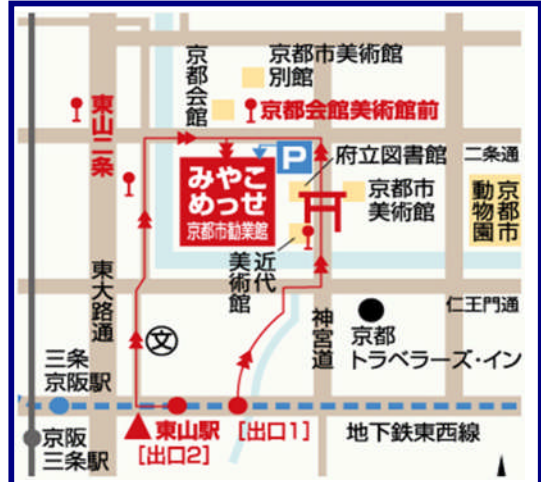 京都会館
京都市美術館
別館
京都会館美術館前
東山二条
P
府立図書館
二条通
みやこ
めっせ
京都市勧業館
京都市
美術館
京都市
動物園
近代
美術館
東大路通
文
神宮道
仁王門通
京都
トラベラーズ・イン
三条
京阪駅
東山駅
[出口1]
[出口2]
地下鉄東西線
京阪
三条駅